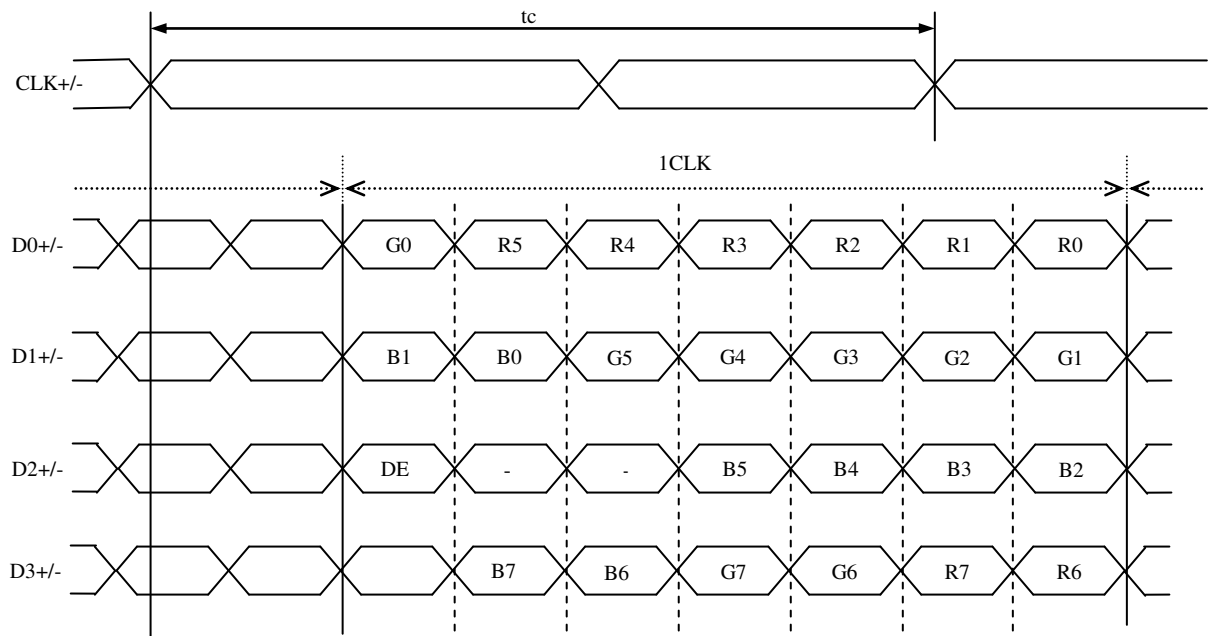 tc
CLK+/-
1CLK
D0+/- G0 R5 R4 R3 R2 R1 R0
D1+/- B1 B0 G5 G4 G3 G2 G1
D2+/- DE - - B5 B4 B3 B2
D3+/- B7 B6 G7 G6 R7 R6